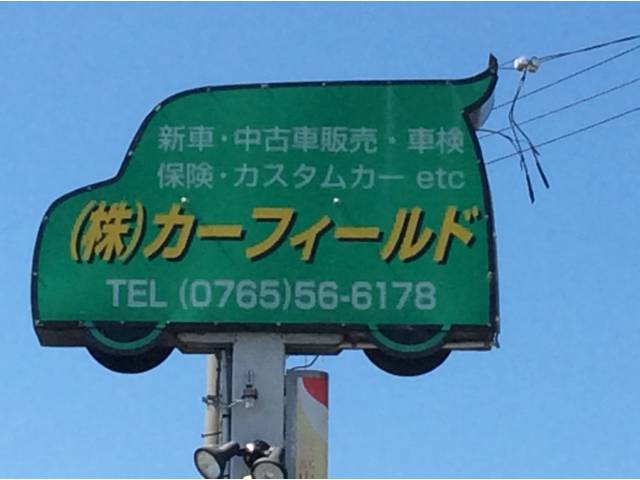 新車・中古車販売・車検
保険・カスタムカー etc
(株)カーフィールド
TEL (0765)56-6178